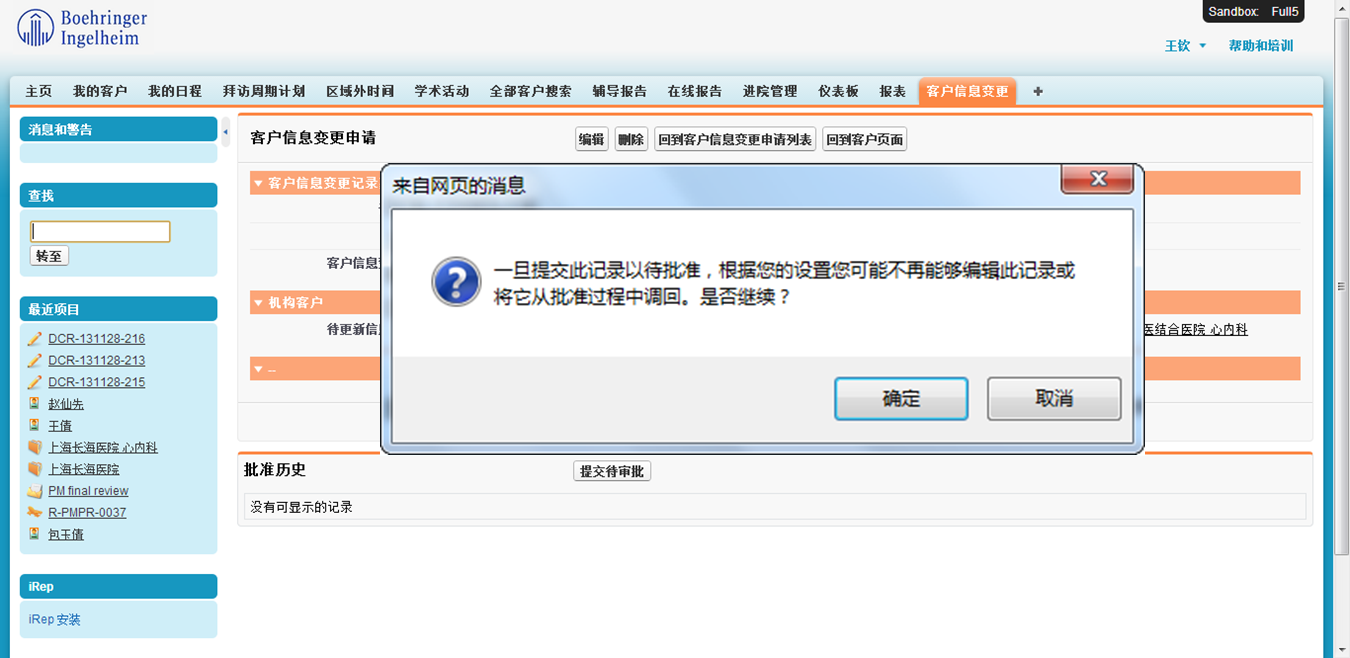 Boehringer
Ingelheim
Sandbox: Full5
王钦 帮助和培训
主页 我的客户 我的日程 拜访周期计划 区域外时间 学术活动 全部客户搜索 辅导报告 在线报告 进院管理 仪表板 报表 客户信息变更 +
消息和警告
查找
转至
最近项目
DCR-131128-216
DCR-131128-213
DCR-131128-215
赵仙先
王倩
上海长海医院 心内科
上海长海医院
PM final review
R-PMPR-0037
包玉倩
iRep
iRep 安装
客户信息变更申请 编辑 删除 回到客户信息变更申请列表 回到客户页面
客户信息变更记录
客户信息
机构客户
待更新信 医结合医院 心内科
--
来自网页的消息
一旦提交此记录以待批准，根据您的设置您可能不再能够编辑此记录或
将它从批准过程中调回。是否继续？
确定 取消
批准历史 提交待审批
没有可显示的记录